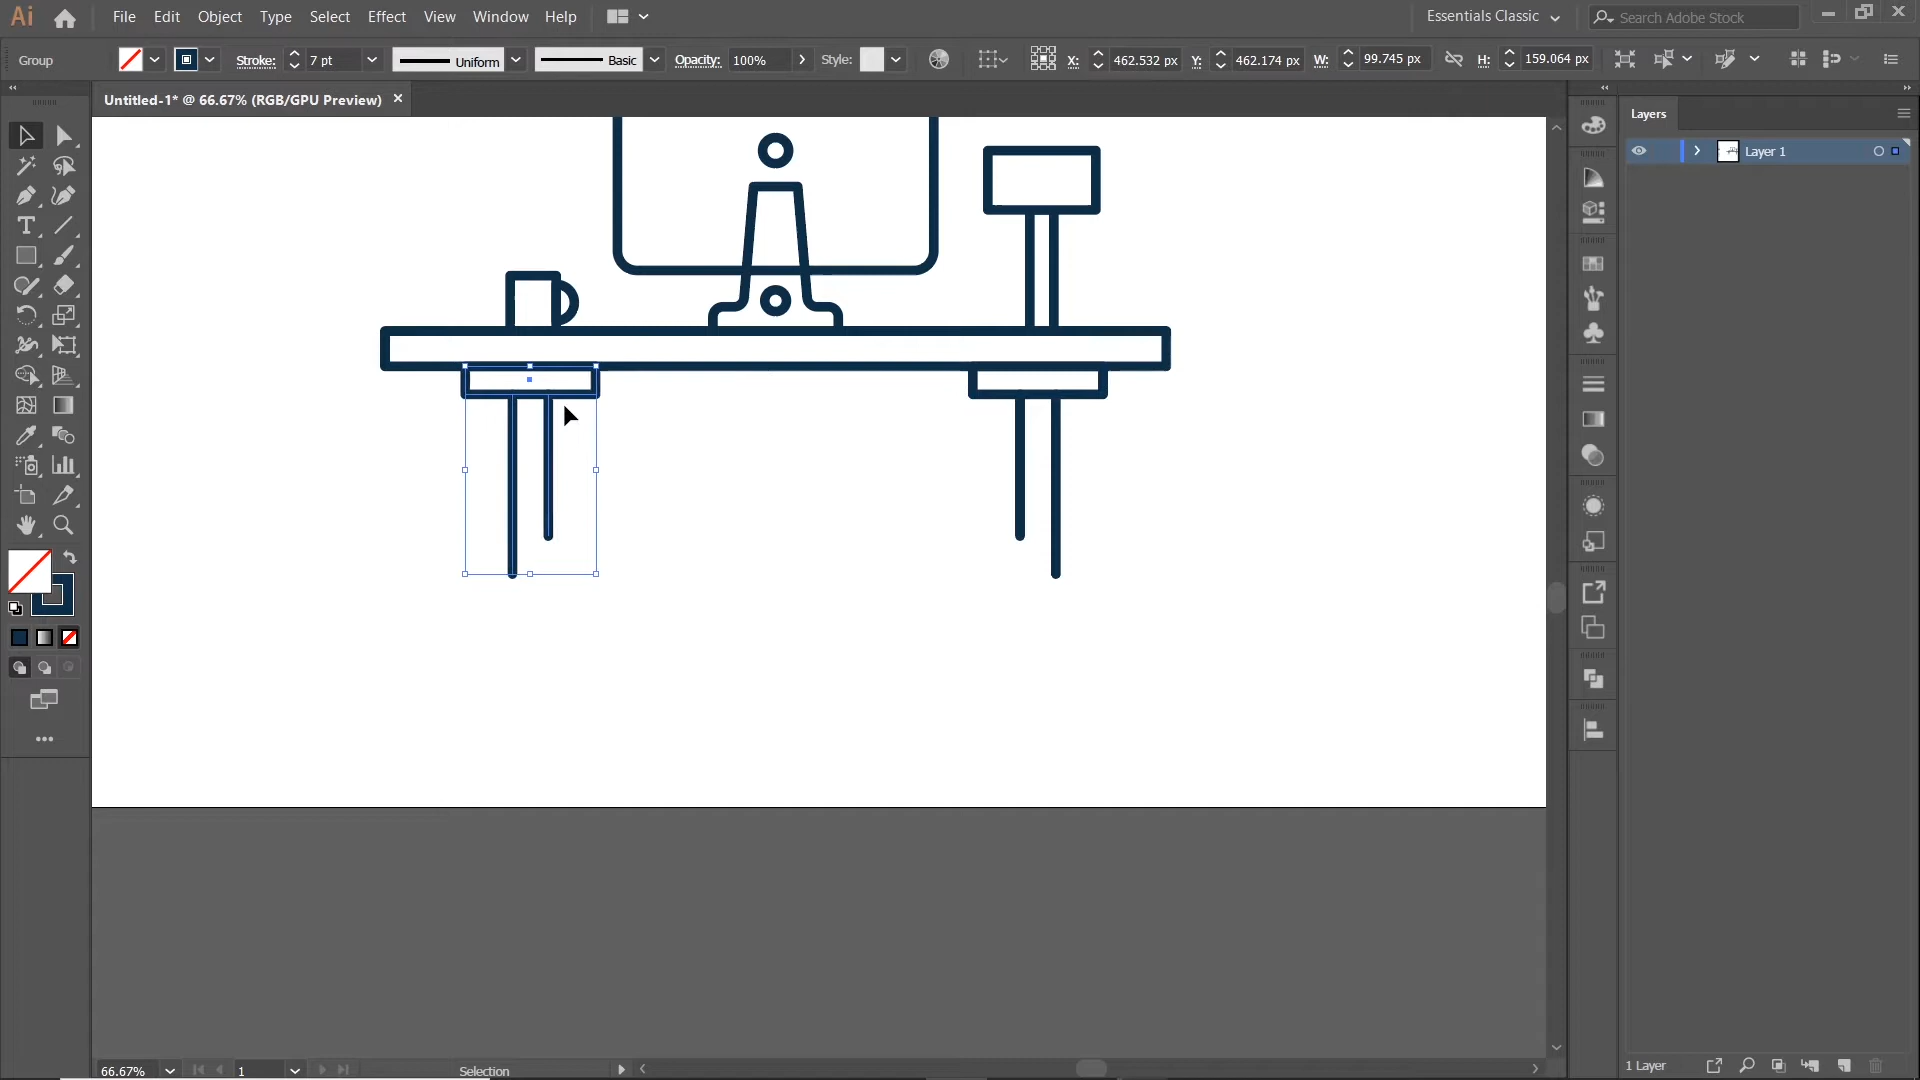 Ai File Edit Object Type Select Effect View Window Help Essentials Classic Search Adobe Stock
Group Stroke: 7 pt Uniform Basic Opacity: 100% Style: X: 462.532 px Y: 462.174 px W: 99.745 px H: 159.064 px
Untitled-1* @ 66.67% (RGB/GPU Preview)
Layers
Layer 1
66.67% 1 Selection 1 Layer